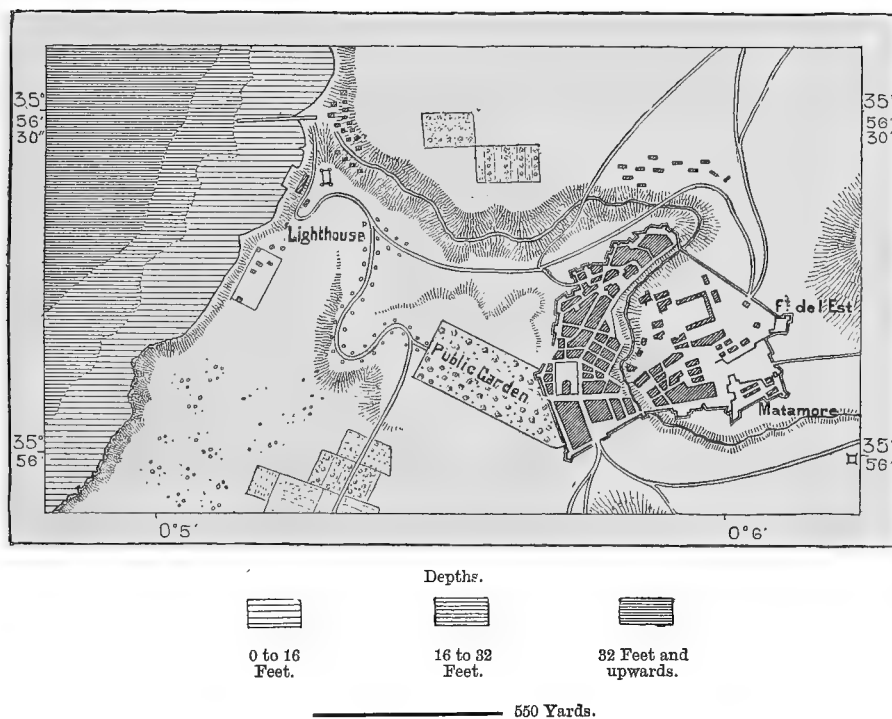 35°
56'
30"
35°
56'
30"
Lighthouse
Ft. de l'Est
Public Garden
Matamore
35°
56'
35°
56'
0°5'
0°6'
Depths.
0 to 16
Feet.
16 to 32
Feet.
32 Feet and
upwards.
550 Yards.